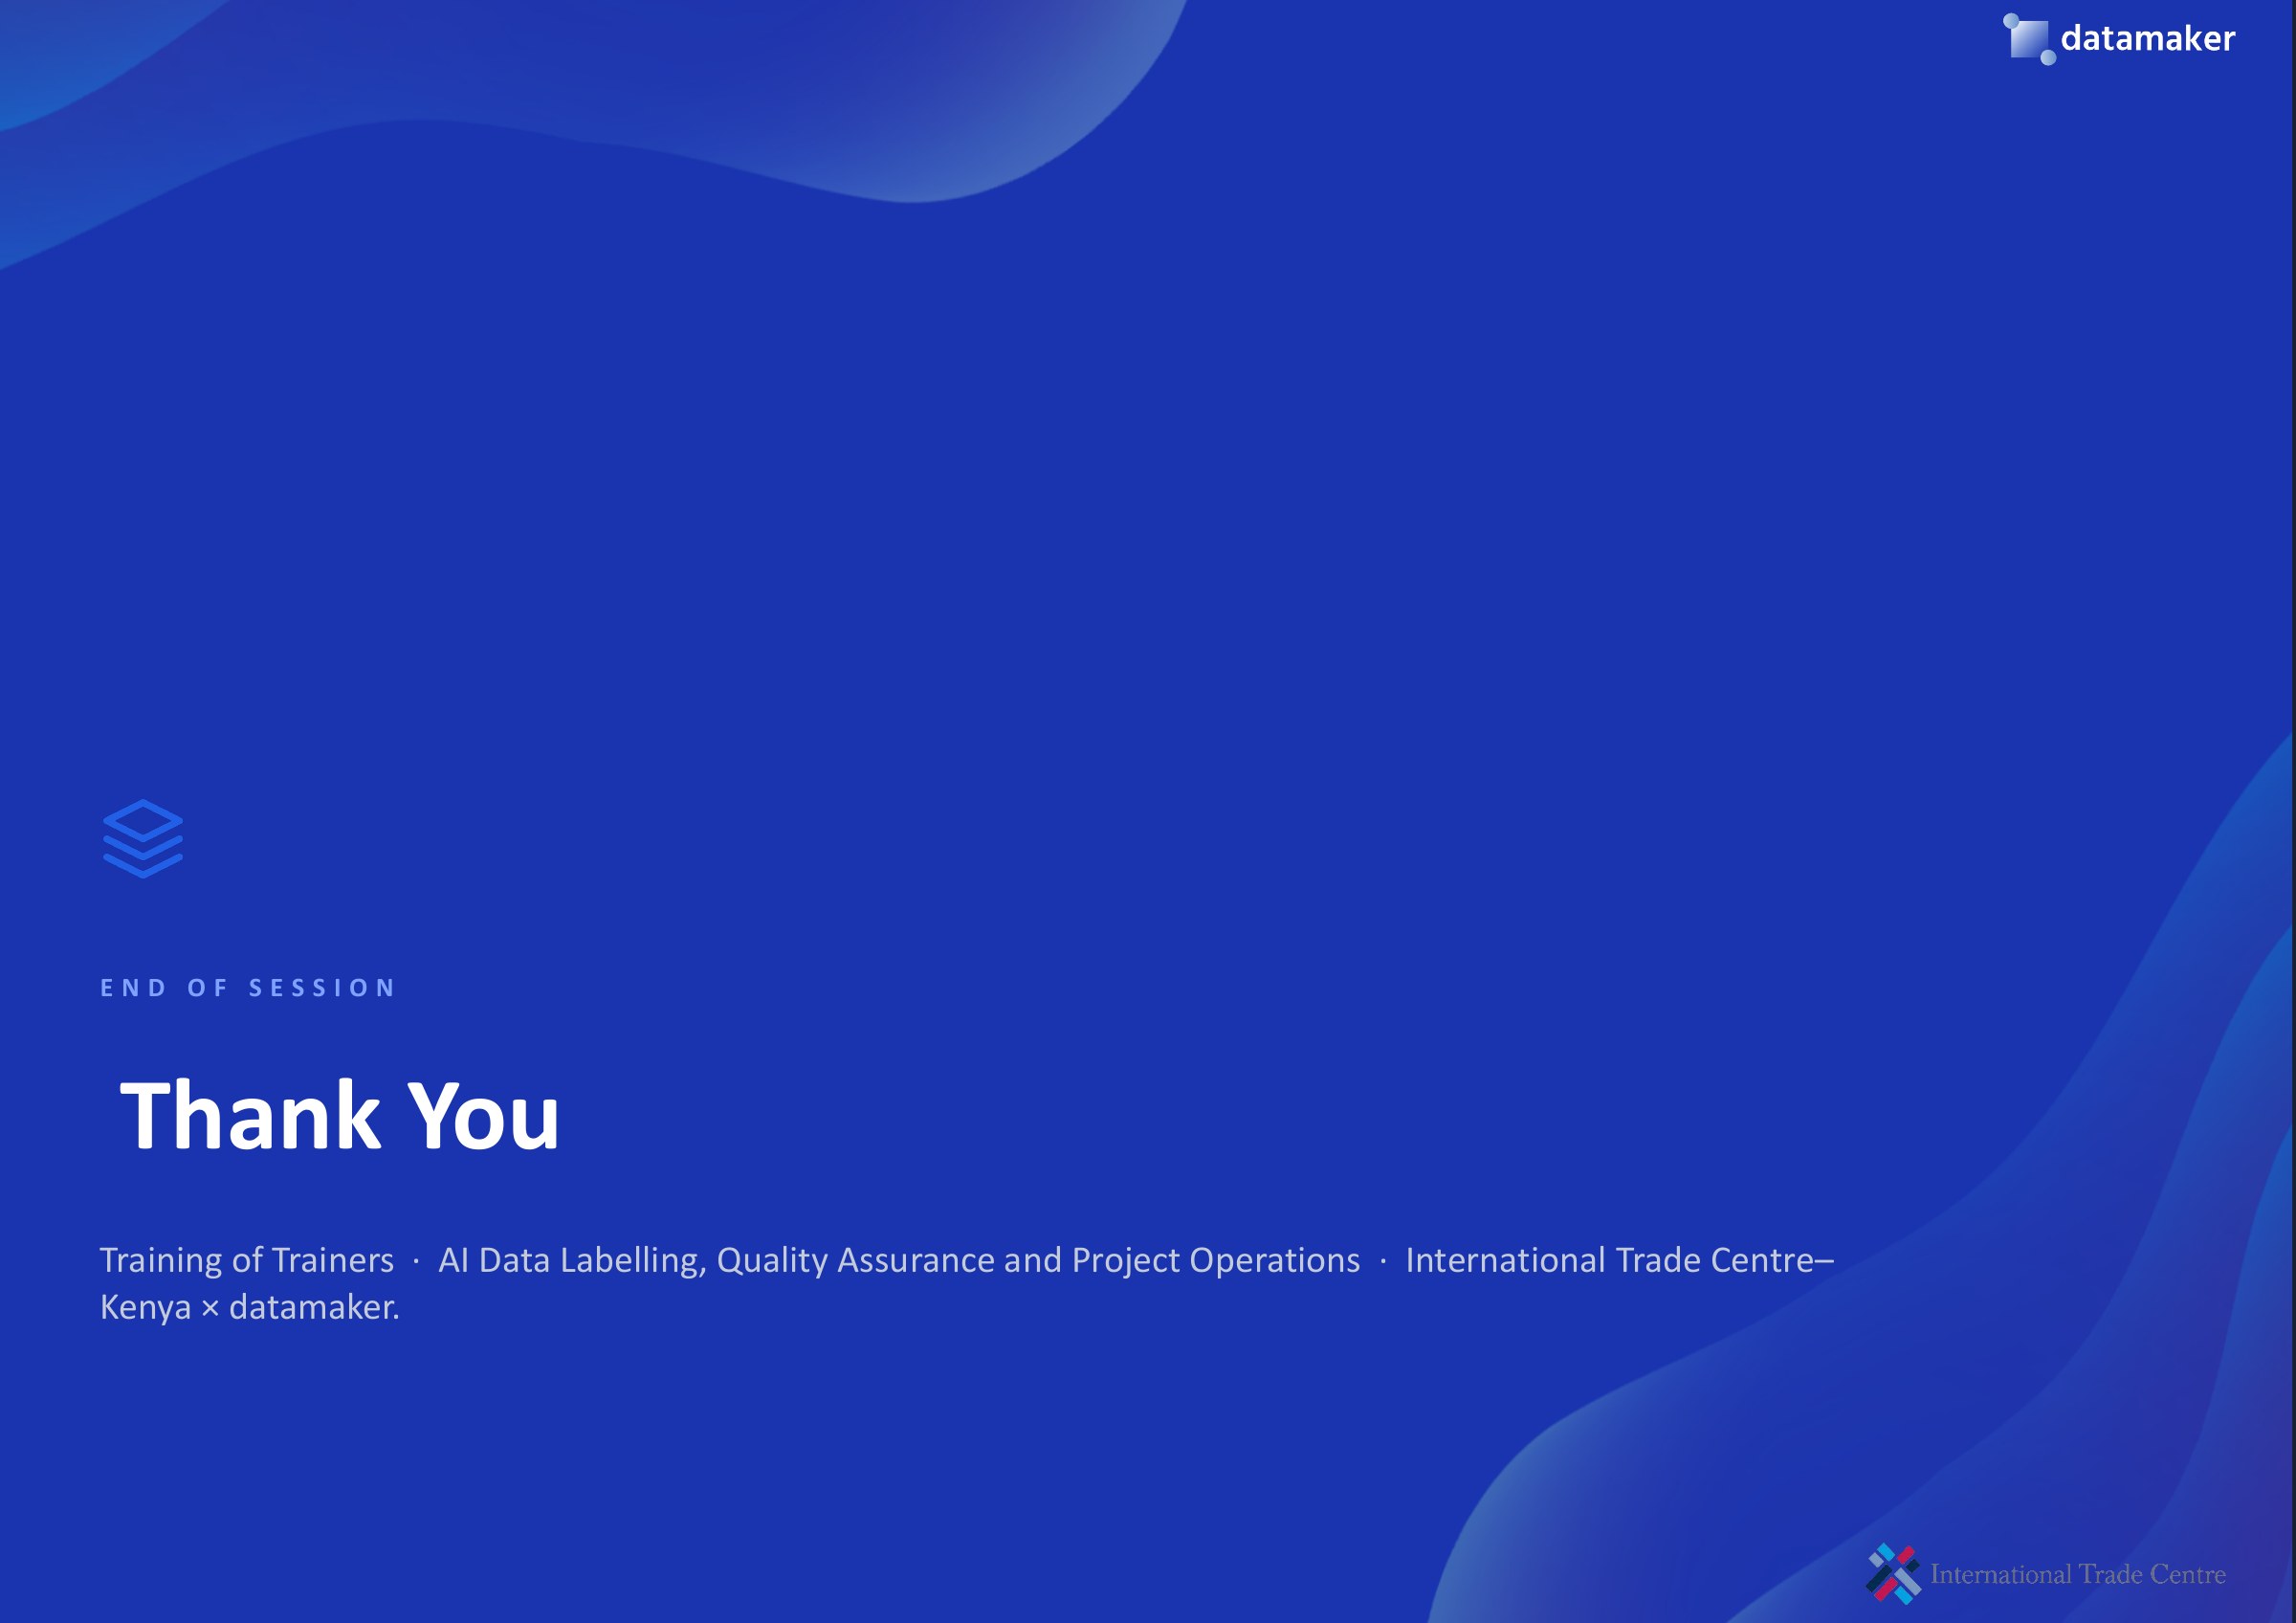 datamaker
END OF SESSION
Thank You
Training of Trainers · AI Data Labelling, Quality Assurance and Project Operations · International Trade Centre–
Kenya × datamaker.
International Trade Centre